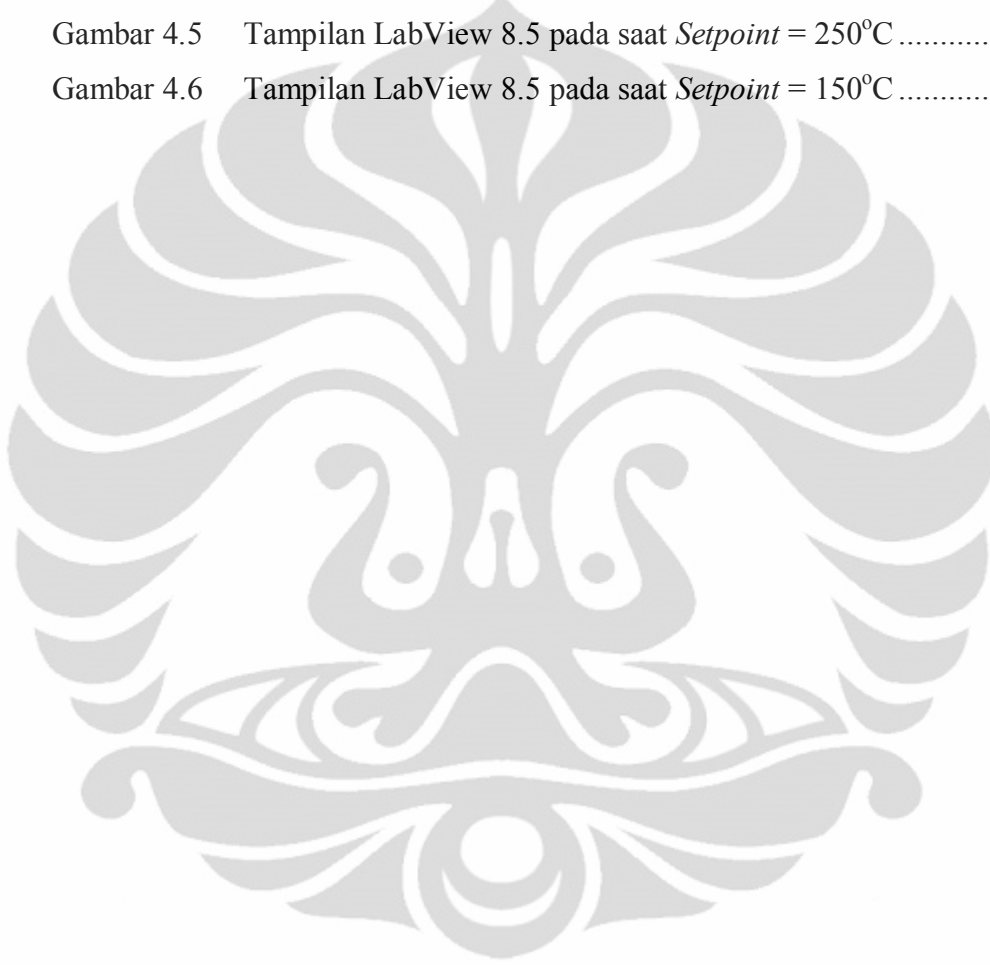 Gambar 4.5 Tampilan LabView 8.5 pada saat Setpoint = 250°C ...........
Gambar 4.6 Tampilan LabView 8.5 pada saat Setpoint = 150°C ...........